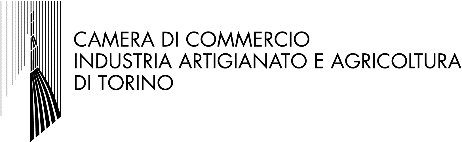 CAMERA DI COMMERCIO
INDUSTRIA ARTIGIANATO E AGRICOLTURA
DI TORINO